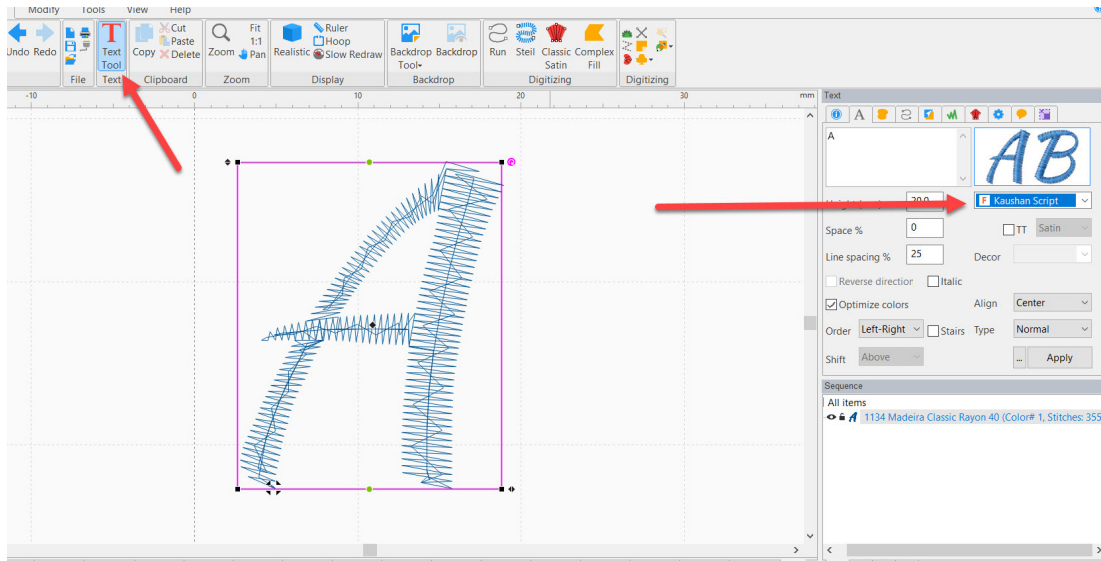 Modify Tools View Help
Undo Redo
Text Tool
Copy
Cut
Paste
Delete
Zoom
Fit
1:1
Pan
Realistic
Ruler
Hoop
Slow Redraw
Backdrop Tool
Backdrop
Run Steil Classic Satin Complex Fill
File Text Clipboard Zoom Display Backdrop Digitizing Digitizing
-10 0 10 20 30 mm
Text
A
A
AB
20.0
F Kaushan Script
Space % 0
TT Satin
Line spacing % 25
Decor
Reverse direction Italic
Optimize colors
Align Center
Order Left-Right Stairs Type Normal
Shift Above
... Apply
Sequence
All items
A 1134 Madeira Classic Rayon 40 (Color# 1, Stitches: 355